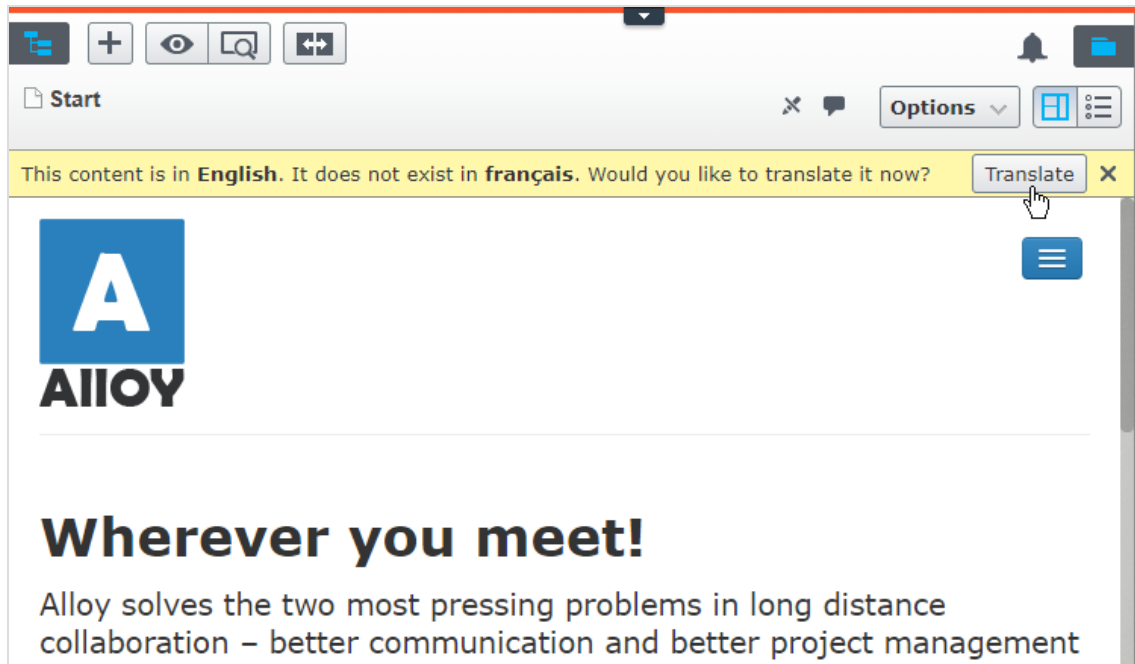 Start
Options
This content is in English. It does not exist in français. Would you like to translate it now?
Translate
A
AllOY
Wherever you meet!
Alloy solves the two most pressing problems in long distance
collaboration – better communication and better project management